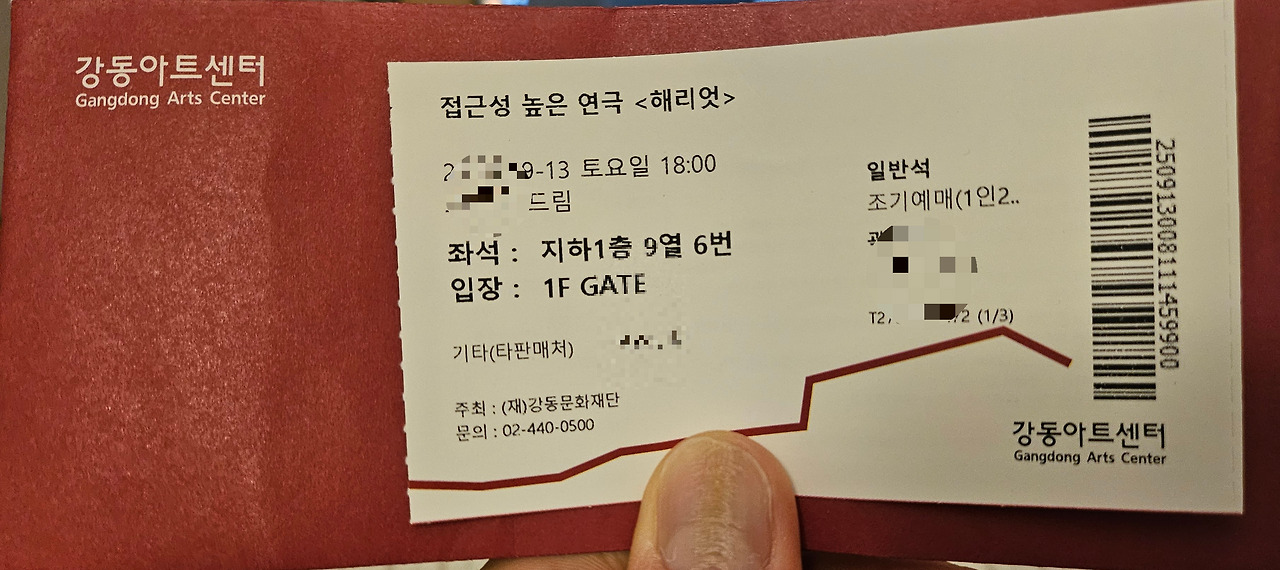 강동아트센터
Gangdong Arts Center
접근성 높은 연극 <해리엇>
9-13 토요일 18:00
드림
좌석 : 지하1층 9열 6번
입장 : 1F GATE
기타(타판매처)
주최 : (재)강동문화재단
문의 : 02-440-0500
일반석
조기예매(1인2..
(1/3)
2509130081111459900
강동아트센터
Gangdong Arts Center